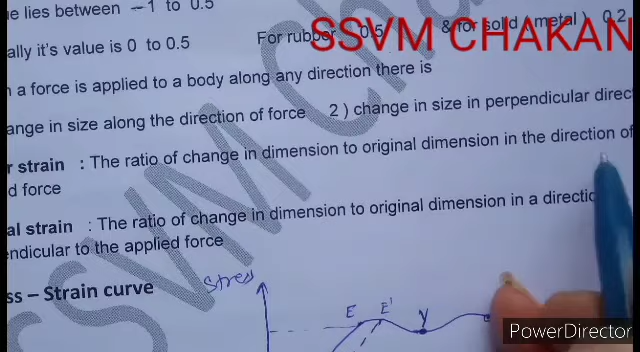 ue lies between − 1 to 0.5
ally it's value is 0 to 0.5 For rubber 0.5 & for solid ( metal ) 0.2
SSVM CHAKAN
n a force is applied to a body along any direction there is
ange in size along the direction of force 2 ) change in size in perpendicular direc
r strain : The ratio of change in dimension to original dimension in the direction of
d force
al strain : The ratio of change in dimension to original dimension in a directio
endicular to the applied force
ss – Strain curve
Stress
E E' Y
PowerDirector